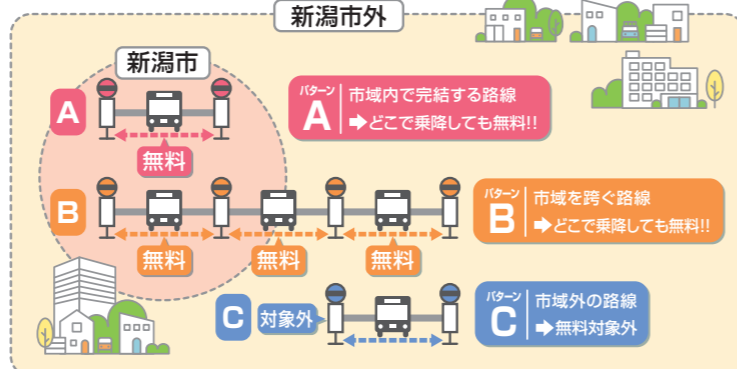 新潟市外
新潟市
A
無料
パターン
A
市域内で完結する路線
➡どこで乗降しても無料!!
B
無料
無料
無料
パターン
B
市域を跨ぐ路線
➡どこで乗降しても無料!!
C
対象外
パターン
C
市域外の路線
➡無料対象外